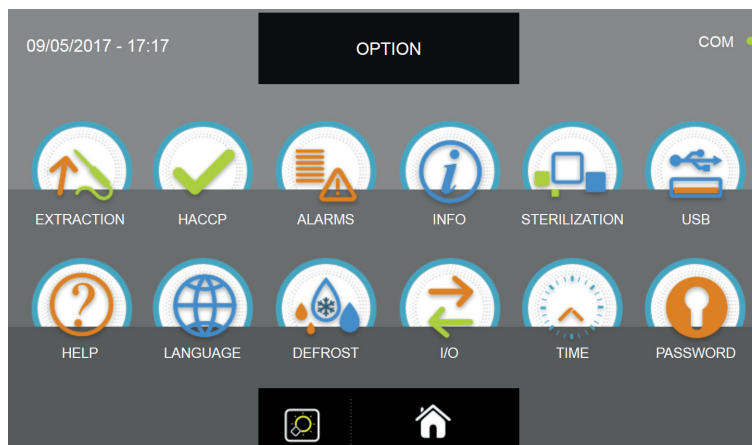 09/05/2017 - 17:17
OPTION
COM
EXTRACTION
HACCP
ALARMS
INFO
STERILIZATION
USB
HELP
LANGUAGE
DEFROST
I/O
TIME
PASSWORD